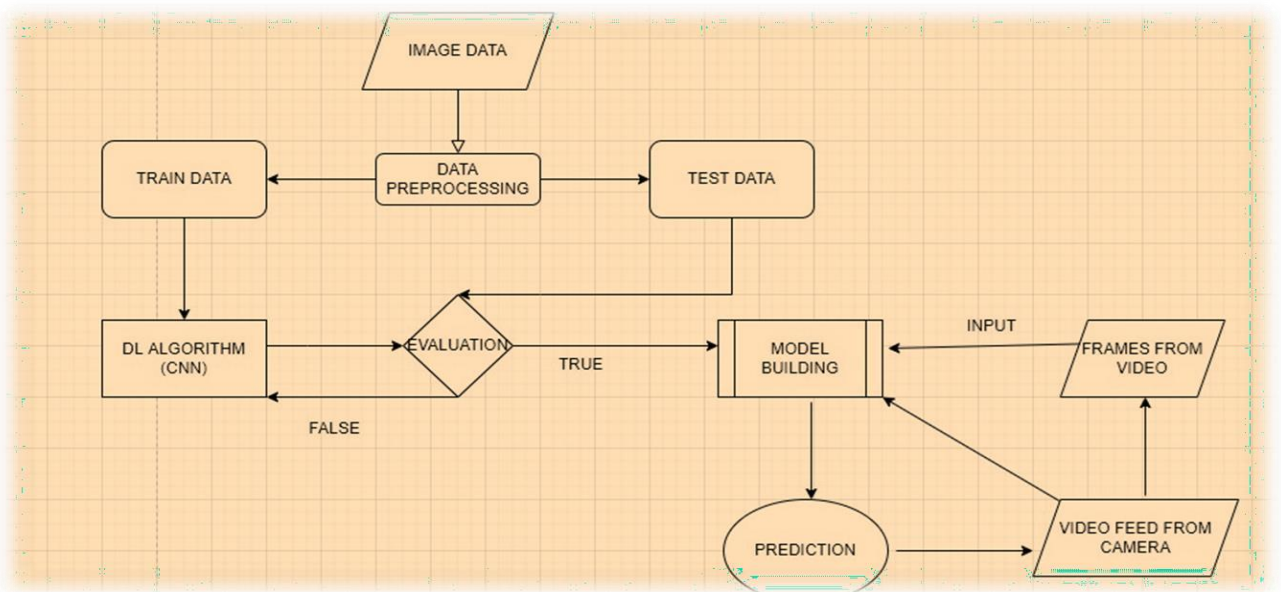 IMAGE DATA
TRAIN DATA
DATA
PREPROCESSING
TEST DATA
DL ALGORITHM
(CNN)
EVALUATION
TRUE
FALSE
MODEL
BUILDING
INPUT
FRAMES FROM
VIDEO
PREDICTION
VIDEO FEED FROM
CAMERA